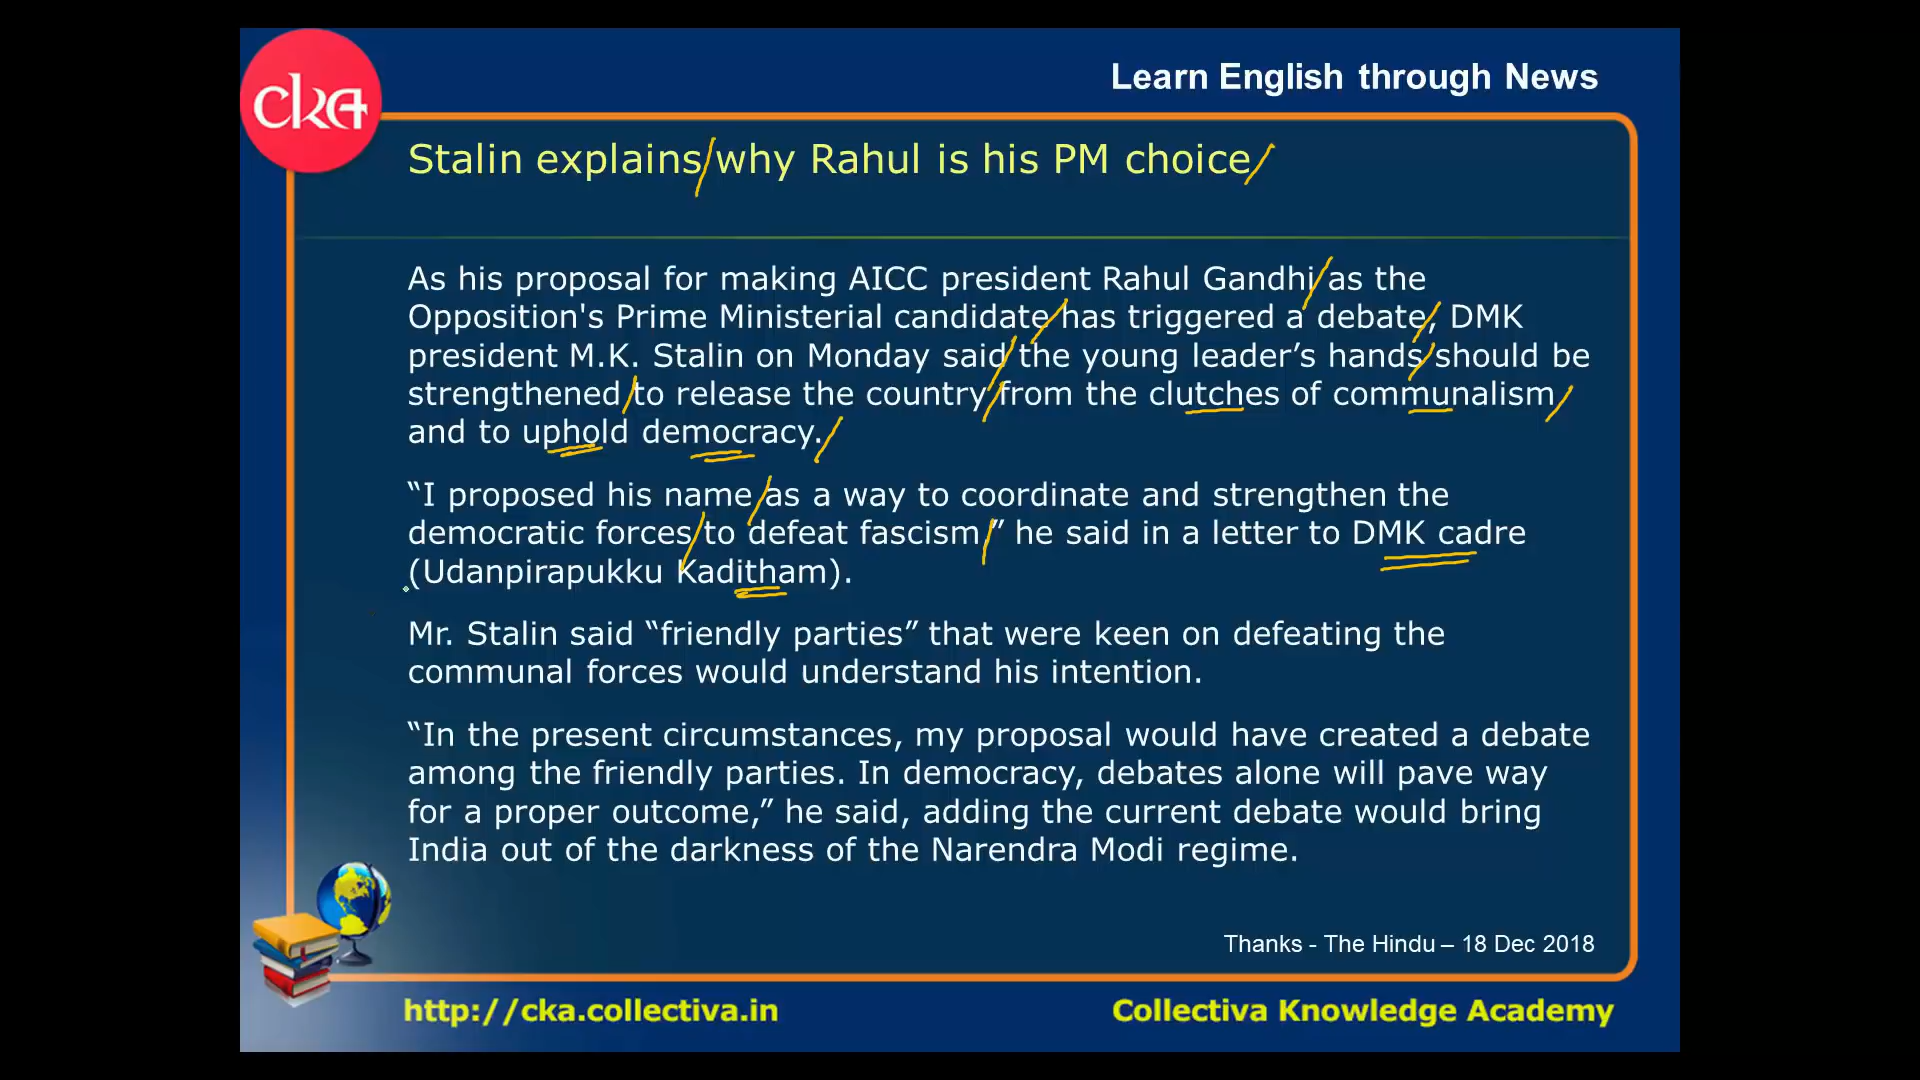 cka
Learn English through News
Stalin explains why Rahul is his PM choice
As his proposal for making AICC president Rahul Gandhi as the
Opposition's Prime Ministerial candidate has triggered a debate, DMK
president M.K. Stalin on Monday said the young leader’s hands should be
strengthened to release the country from the clutches of communalism
and to uphold democracy.
“I proposed his name as a way to coordinate and strengthen the
democratic forces to defeat fascism,” he said in a letter to DMK cadre
(Udanpirapukku Kaditham).
Mr. Stalin said “friendly parties” that were keen on defeating the
communal forces would understand his intention.
“In the present circumstances, my proposal would have created a debate
among the friendly parties. In democracy, debates alone will pave way
for a proper outcome,” he said, adding the current debate would bring
India out of the darkness of the Narendra Modi regime.
Thanks - The Hindu – 18 Dec 2018
http://cka.collectiva.in
Collectiva Knowledge Academy